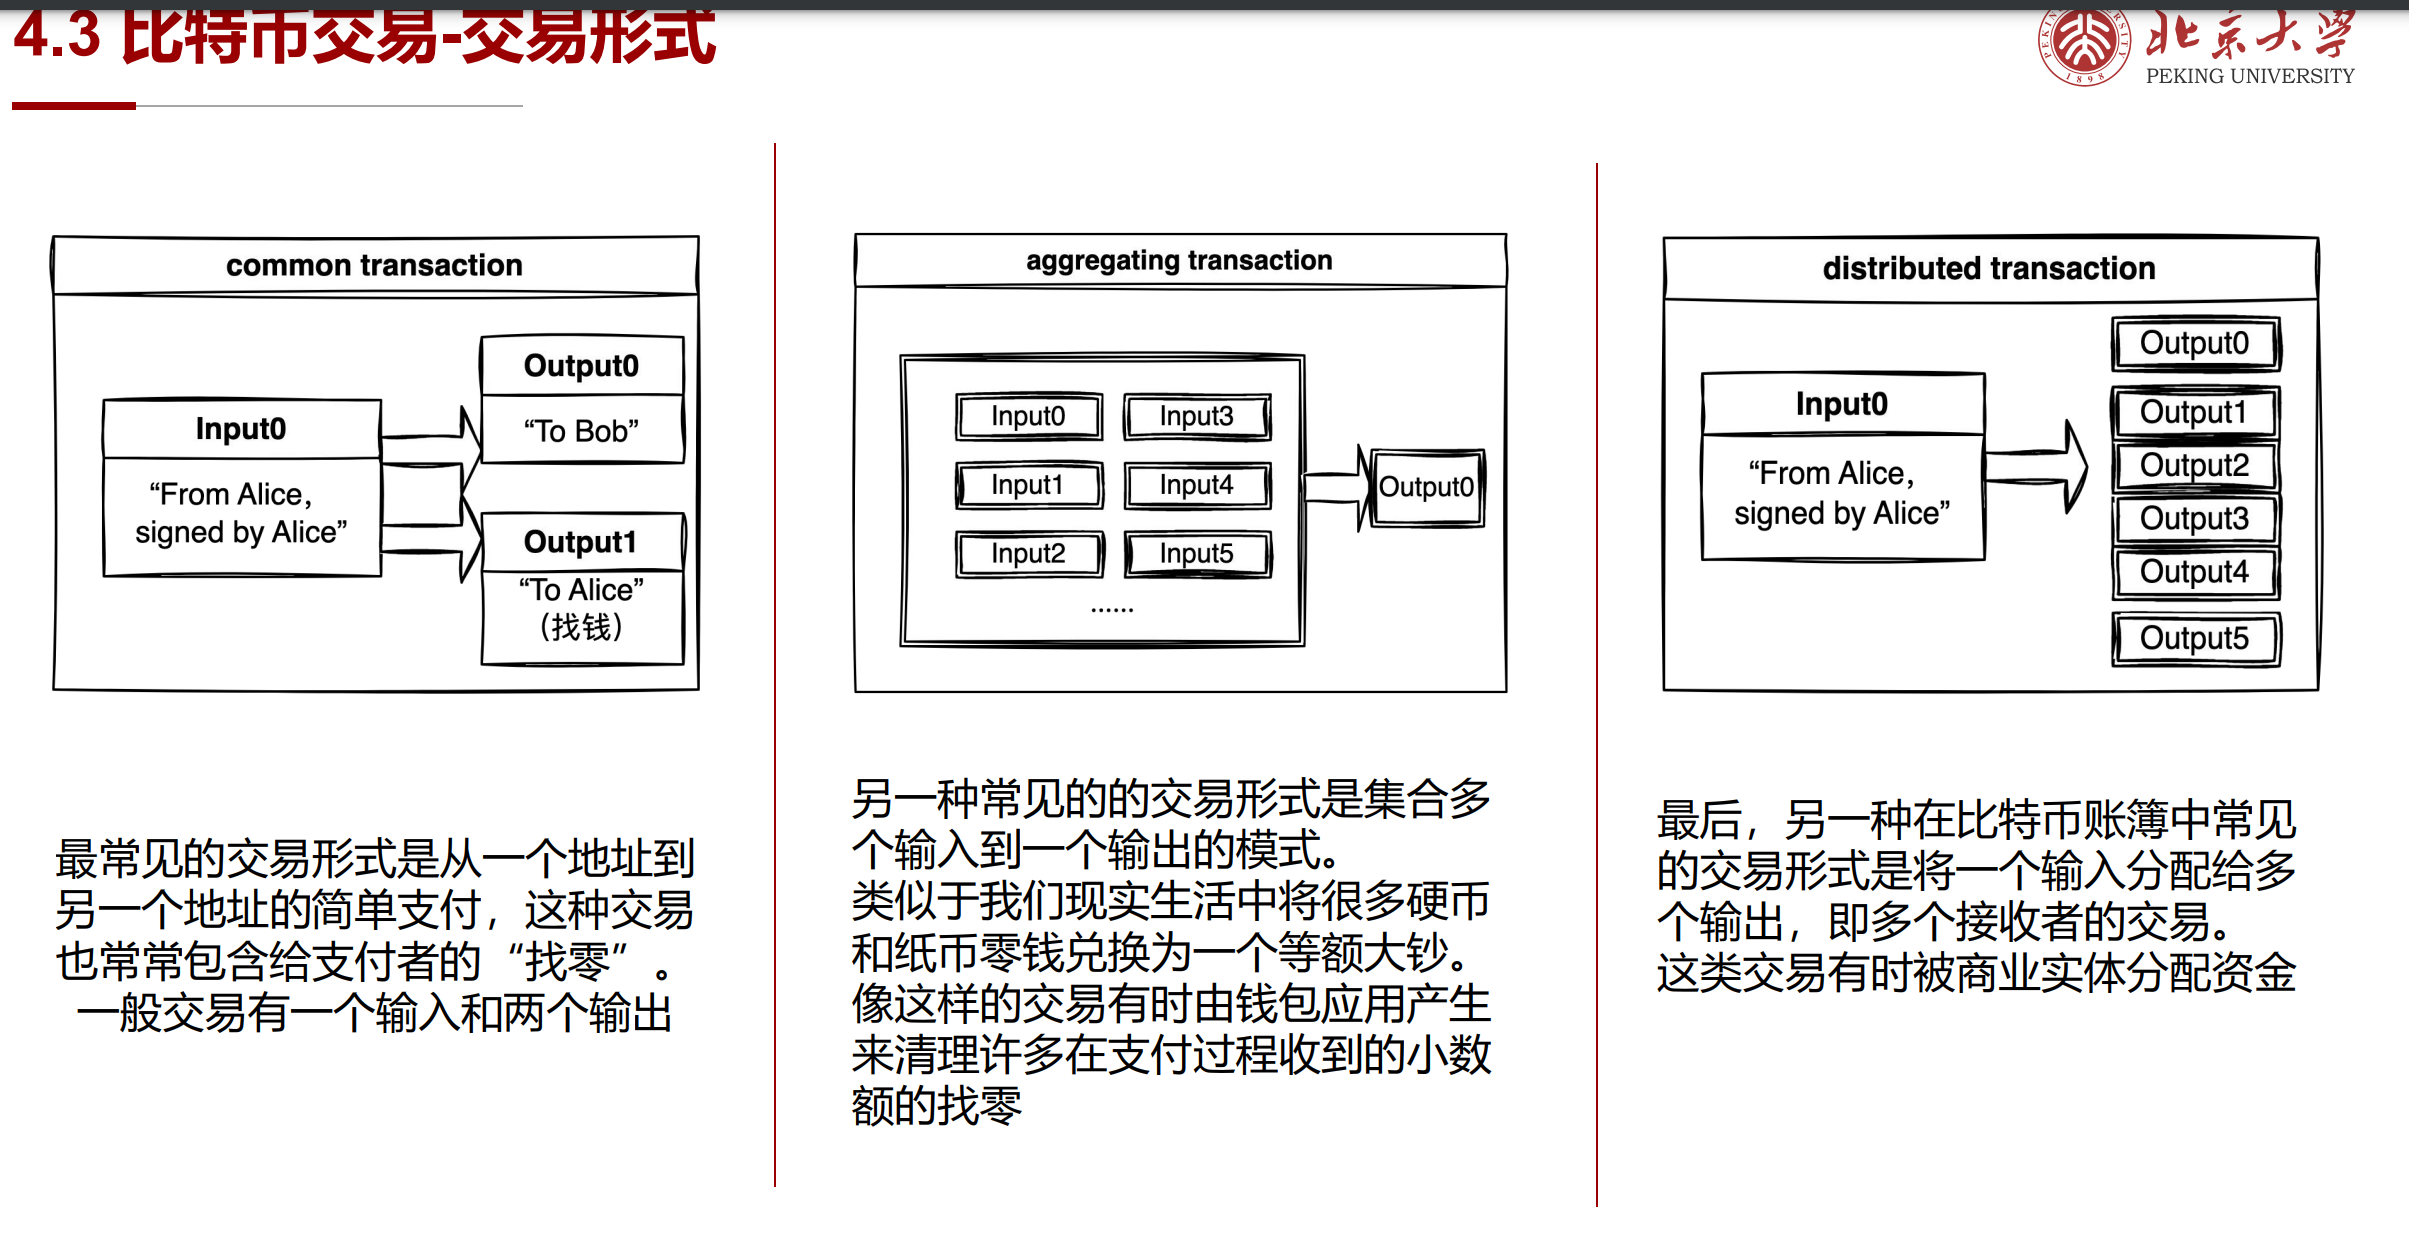 4.3 比特币交易-交易形式
北京大学
PEKING UNIVERSITY
PEKING UNIVERSITY
1898
common transaction
Input0
“From Alice,
signed by Alice”
Output0
“To Bob”
Output1
“To Alice”
(找钱)
最常见的交易形式是从一个地址到
另一个地址的简单支付，这种交易
也常常包含给支付者的“找零”。
一般交易有一个输入和两个输出
aggregating transaction
Input0
Input3
Input1
Input4
Input2
Input5
······
Output0
另一种常见的的交易形式是集合多
个输入到一个输出的模式。
类似于我们现实生活中将很多硬币
和纸币零钱兑换为一个等额大钞。
像这样的交易有时由钱包应用产生
来清理许多在支付过程收到的小数
额的找零
distributed transaction
Input0
“From Alice,
signed by Alice”
Output0
Output1
Output2
Output3
Output4
Output5
最后，另一种在比特币账簿中常见
的交易形式是将一个输入分配给多
个输出，即多个接收者的交易。
这类交易有时被商业实体分配资金